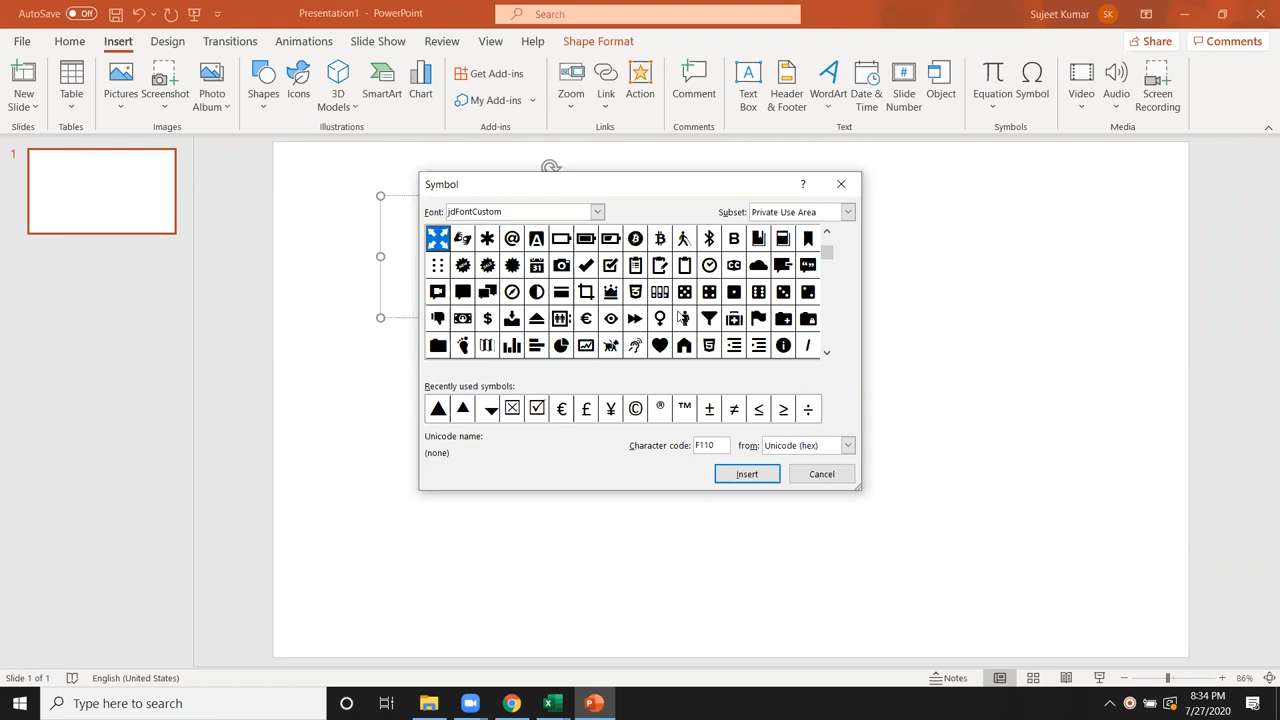 AutoSave Off Presentation1 - PowerPoint Search Sujeet Kumar SK
File Home Insert Design Transitions Animations Slide Show Review View Help Shape Format Share Comments
New Slide Table Pictures Screenshot Photo Album Shapes Icons 3D Models SmartArt Chart Get Add-ins My Add-ins Zoom Link Action Comment Text Box Header & Footer WordArt Date & Time Slide Number Object Equation Symbol Video Audio Screen Recording
Slides Tables Images Illustrations Add-ins Links Comments Text Symbols Media
1
Symbol ? 
Font: jdFontCustom Subset: Private Use Area
Recently used symbols:
▲ ▲ ▼ ☒ ☑ € £ ¥ © ® ™ ± ≠ ≤ ≥ ÷
Unicode name:
(none)
Character code: F110 from: Unicode (hex)
Insert Cancel
Slide 1 of 1 English (United States) Notes 86%
Type here to search
8:34 PM
7/27/2020